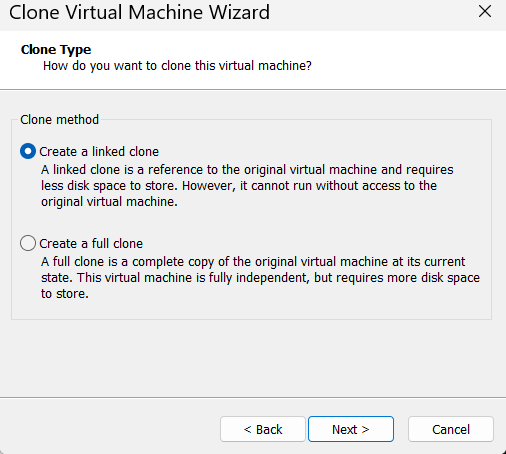 Clone Virtual Machine Wizard
Clone Type
How do you want to clone this virtual machine?
Clone method
Create a linked clone
A linked clone is a reference to the original virtual machine and requires
less disk space to store. However, it cannot run without access to the
original virtual machine.
Create a full clone
A full clone is a complete copy of the original virtual machine at its current
state. This virtual machine is fully independent, but requires more disk space
to store.
< Back
Next >
Cancel